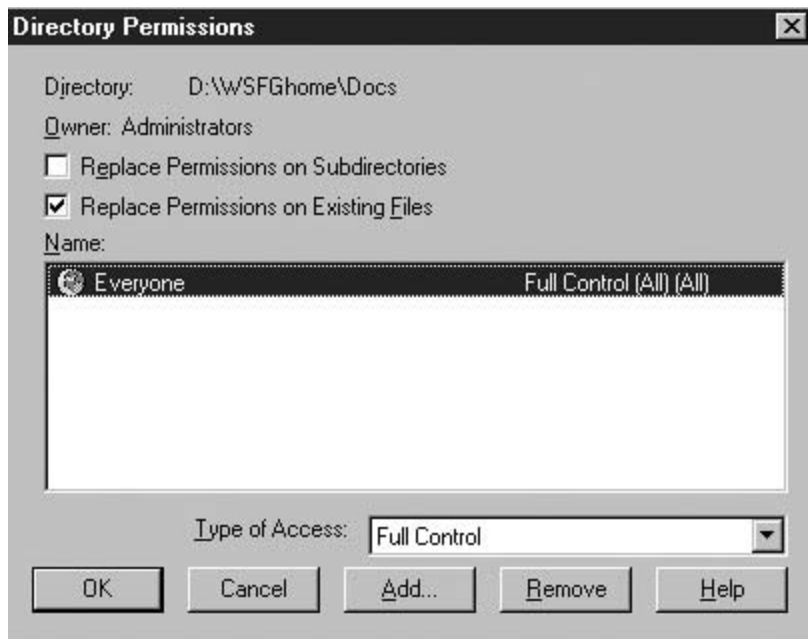 Directory Permissions
Directory: D:\WSFGhome\Docs
Owner: Administrators
Replace Permissions on Subdirectories
Replace Permissions on Existing Files
Name:
Everyone Full Control (All) (All)
Type of Access: Full Control
OK Cancel Add... Remove Help